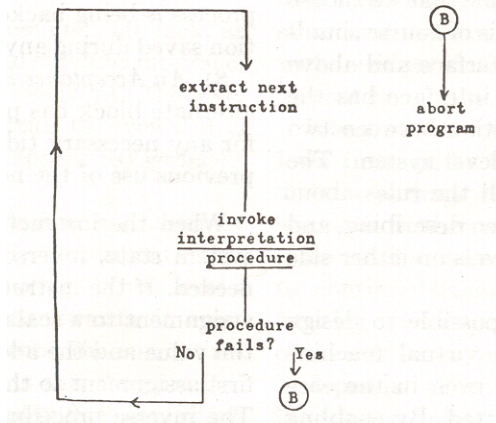 extract next
instruction
invoke
interpretation
procedure
procedure
fails?
No
Yes
B
B
abort
program